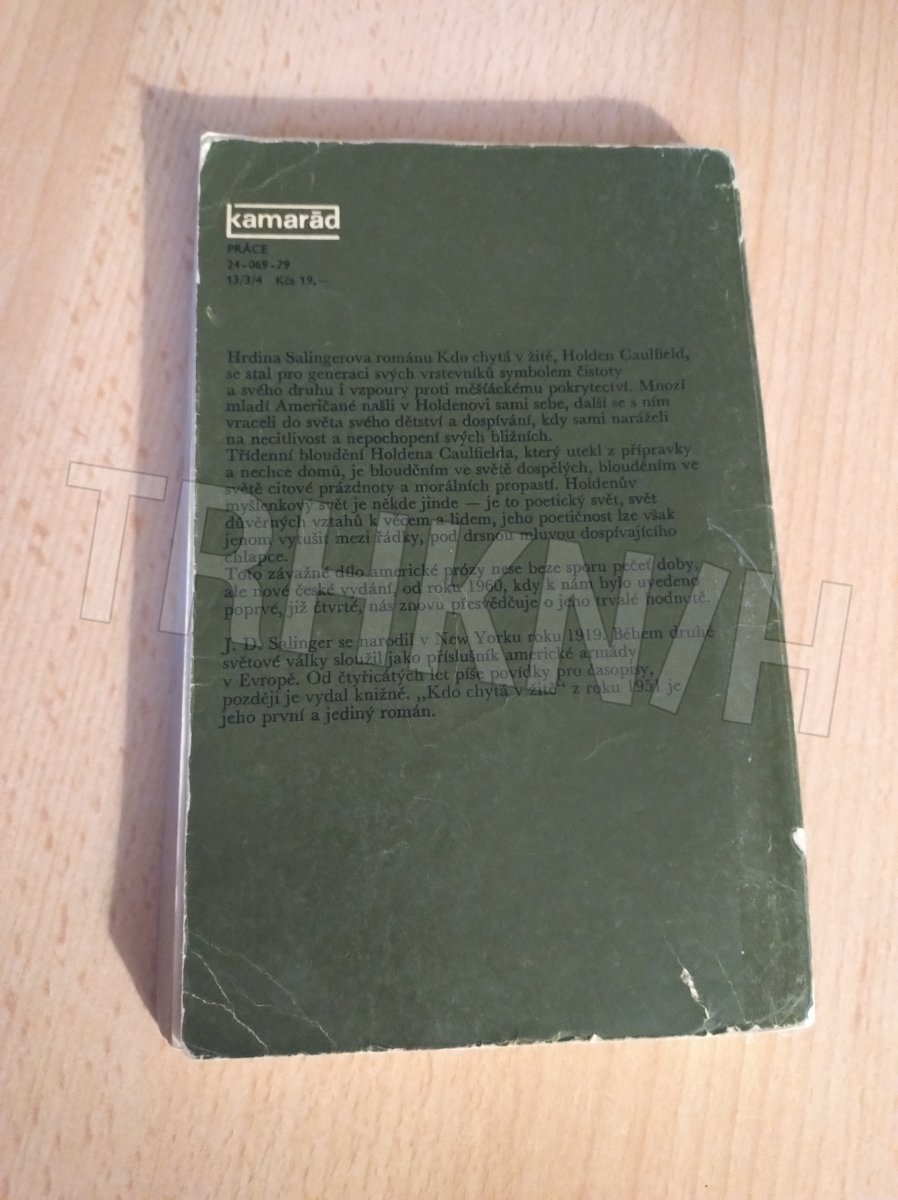 kamarád
PRÁCE
24-069-79
13/3/4 Kčs 19,—
Hrdina Salingerova románu Kdo chytá v žitě, Holden Caulfield,
se stal pro generaci svých vrstevníků symbolem čistoty
a svého druhu i vzpoury proti měšťáckému pokrytectví. Mnozí
mladí Američané našli v Holdenovi sami sebe, další se s ním
vraceli do světa svého dětství a dospívání, kdy sami naráželi
na necitlivost a nepochopení svých bližních.
Třídenní bloudění Holdena Caulfielda, který utekl z přípravky
a nechce domů, je blouděním ve světě dospělých, blouděním ve
světě citové prázdnoty a morálních propastí. Holdenův
myšlenkový svět je někde jinde — je to poetický svět, svět
důvěrných vztahů k věcem a lidem, jeho poetičnost lze však
jenom vytušit mezi řádky, pod drsnou mluvou dospívajícího
chlapce.
Toto závažné dílo americké prózy nese beze sporu pečeť doby,
ale nové české vydání, od roku 1960, kdy k nám bylo uvedeno
poprvé, již čtvrté, nás znovu přesvědčuje o jeho trvalé hodnotě.
J. D. Salinger se narodil v New Yorku roku 1919. Během druhé
světové války sloužil jako příslušník americké armády
v Evropě. Od čtyřicátých let píše povídky pro časopisy,
později je vydal knižně. „Kdo chytá v žitě“ z roku 1951 je
jeho první a jediný román.
TRHKNIH